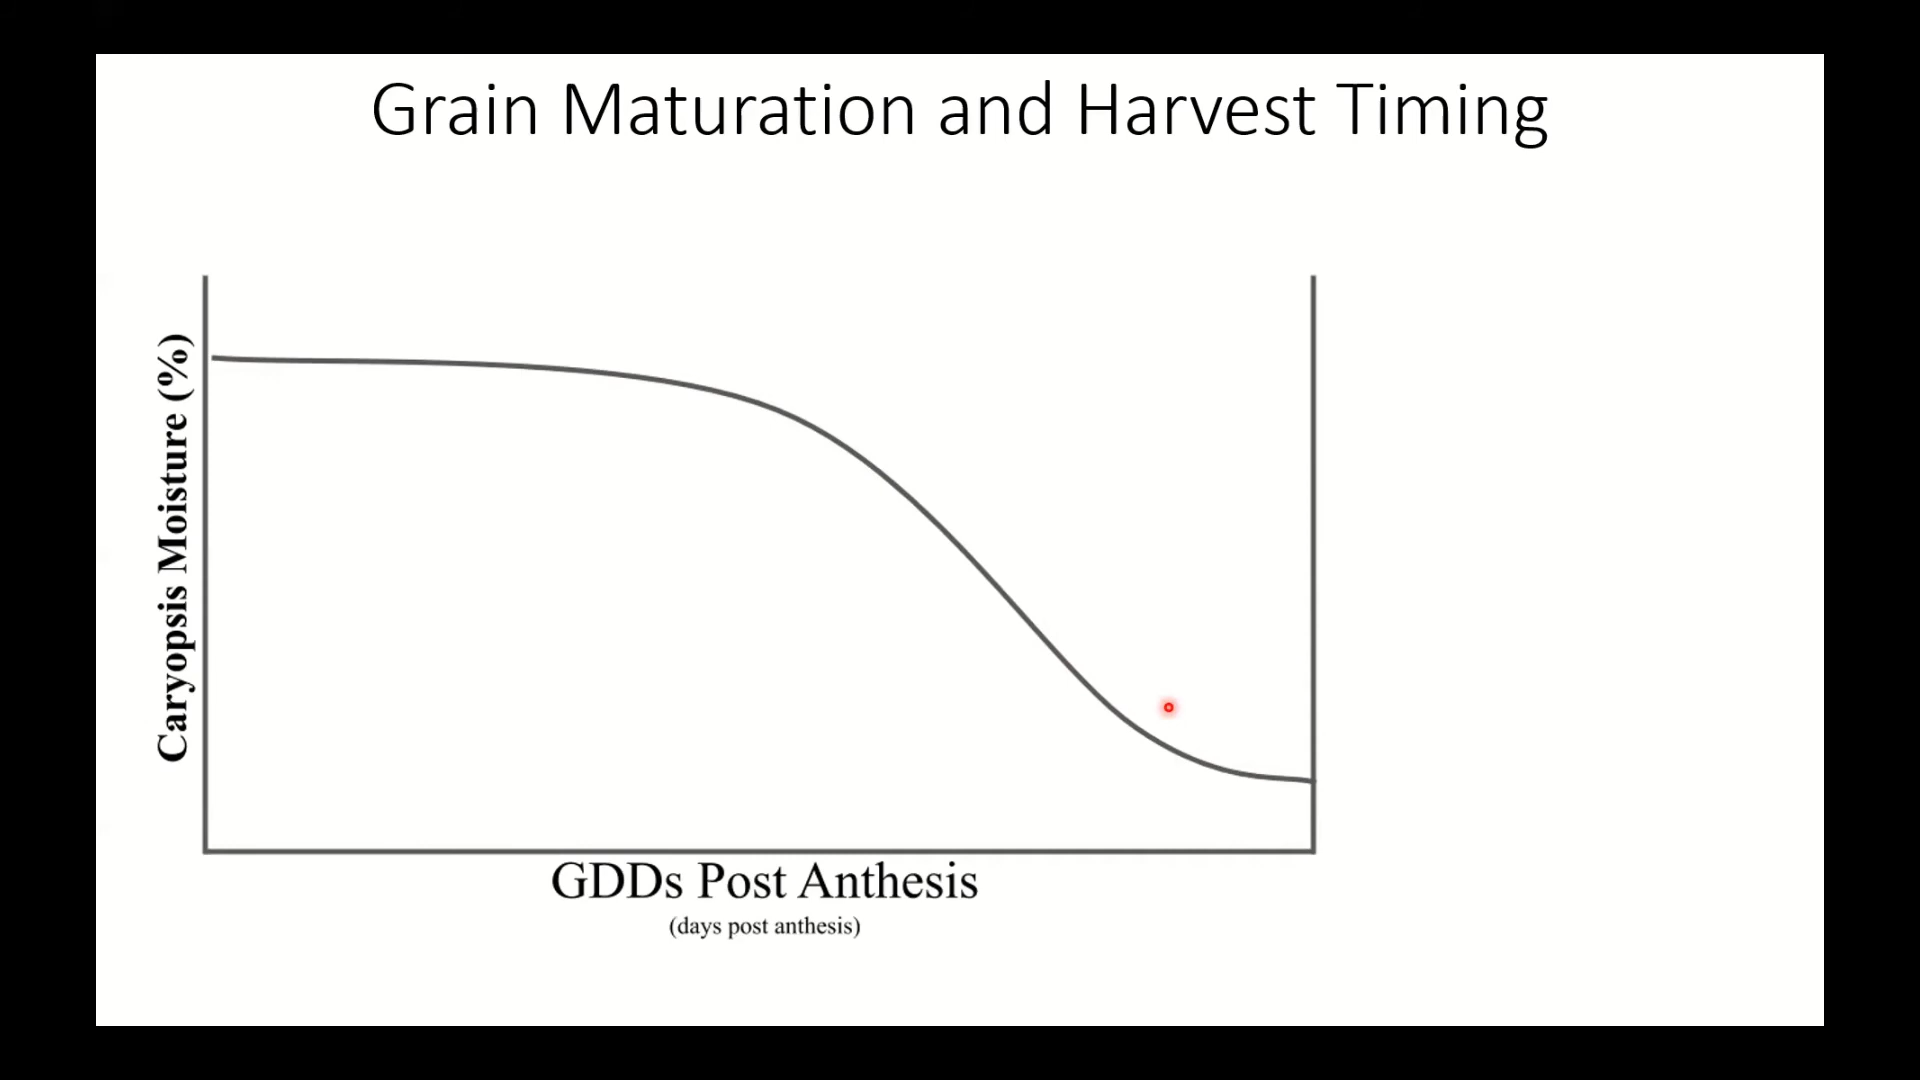 Grain Maturation and Harvest Timing
Caryopsis Moisture (%)
GDDs Post Anthesis
(days post anthesis)